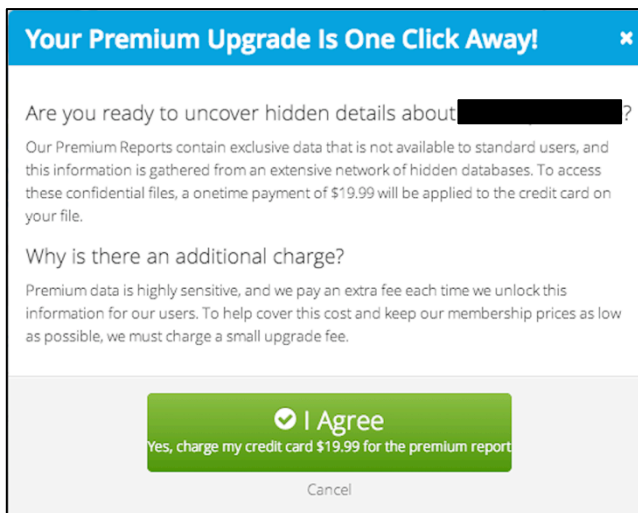 Your Premium Upgrade Is One Click Away!
Are you ready to uncover hidden details about ?
Our Premium Reports contain exclusive data that is not available to standard users, and
this information is gathered from an extensive network of hidden databases. To access
these confidential files, a onetime payment of $19.99 will be applied to the credit card on
your file.
Why is there an additional charge?
Premium data is highly sensitive, and we pay an extra fee each time we unlock this
information for our users. To help cover this cost and keep our membership prices as low
as possible, we must charge a small upgrade fee.
I Agree
Yes, charge my credit card $19.99 for the premium report
Cancel